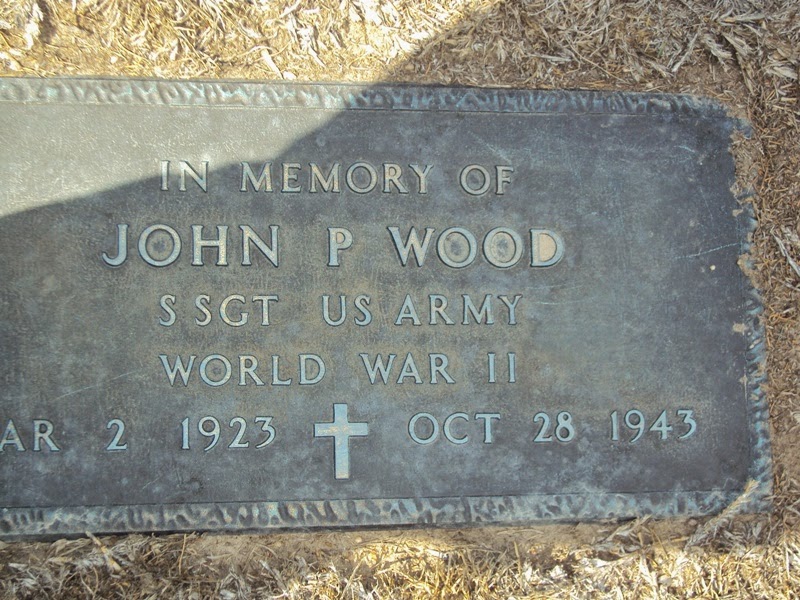 IN MEMORY OF
JOHN P WOOD
S SGT US ARMY
WORLD WAR II
AR 2 1923 OCT 28 1943